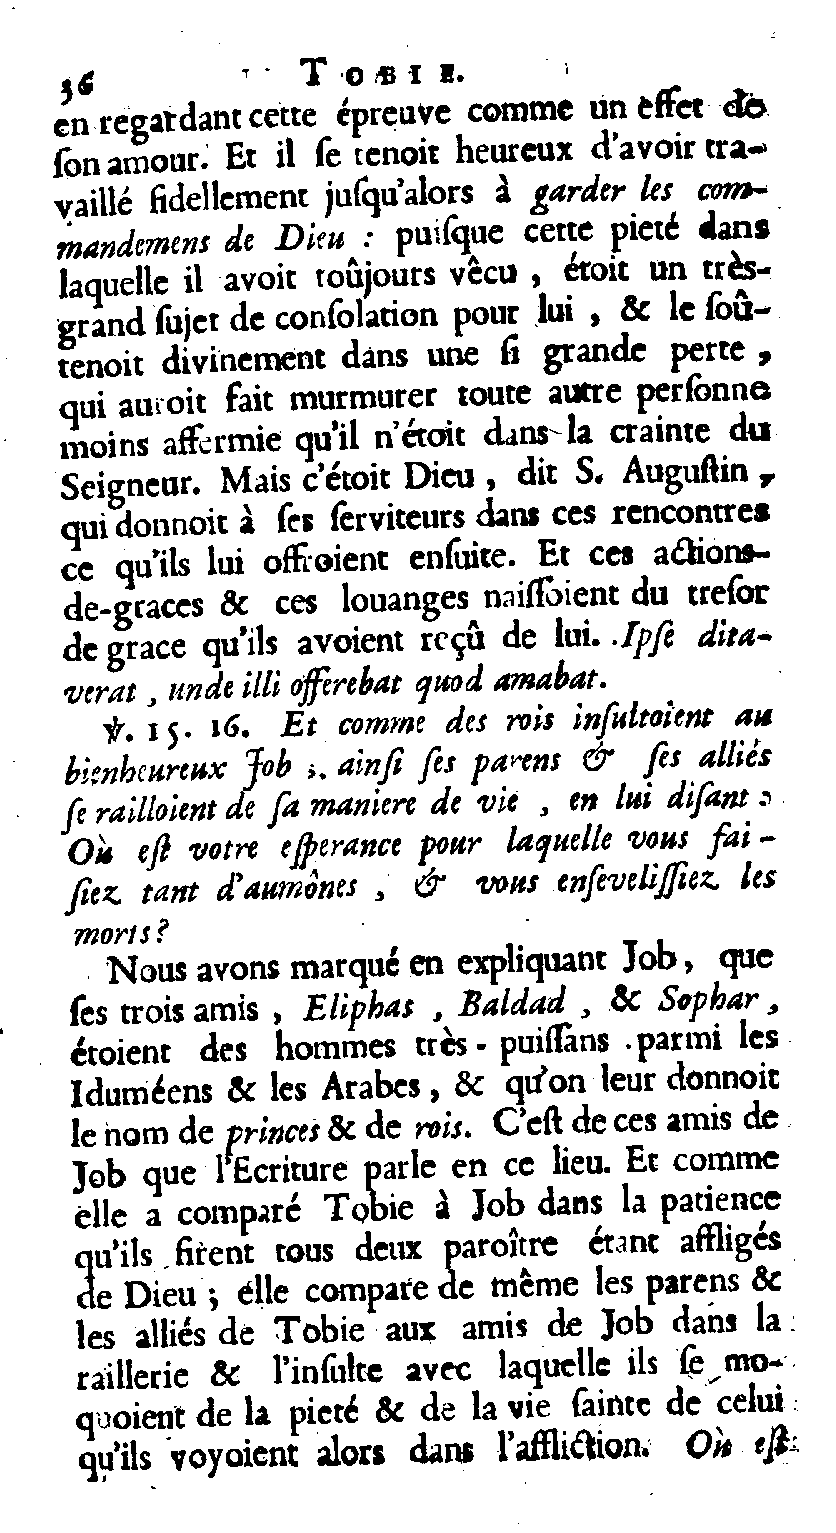 36 TOBIE.
en regardant cette épreuve comme un effet de
ſon amour. Et il ſe tenoit heureux d'avoir tra-
vaillé fidellement juſqu'alors à garder les com-
mandemens de Dieu : puiſque cette pieté dans
laquelle il avoit toûjours vêcu , étoit un très-
grand ſujet de conſolation pour lui , & le ſoû-
tenoit divinement dans une ſi grande perte ,
qui auroit fait murmurer toute autre perſonne
moins affermie qu'il n'étoit dans la crainte du
Seigneur. Mais c'étoit Dieu , dit S. Auguſtin ,
qui donnoit à ſes ſerviteurs dans ces rencontres
ce qu'ils lui offroient enſuite. Et ces actions-
de-graces & ces louanges naiſſoient du treſor
de grace qu'ils avoient reçû de lui. Ipſe dita-
verat , unde illi offerebat quod amabat.
℣. 15. 16. Et comme des rois inſultoient au
bienheureux Job ; ainſi ſes parens & ſes alliés
ſe railloient de ſa maniere de vie , en lui diſant :
Où eſt votre eſperance pour laquelle vous fai-
ſiez tant d'aumônes , & vous enſeveliſſiez les
morts ?
Nous avons marqué en expliquant Job, que
ſes trois amis , Eliphas , Baldad , & Sophar ,
étoient des hommes très-puiſſans parmi les
Iduméens & les Arabes , & qu'on leur donnoit
le nom de princes & de rois. C'eſt de ces amis de
Job que l'Ecriture parle en ce lieu. Et comme
elle a comparé Tobie à Job dans la patience
qu'ils firent tous deux paroître étant affligés
de Dieu ; elle compare de même les parens &
les alliés de Tobie aux amis de Job dans la
raillerie & l'inſulte avec laquelle ils ſe mo-
quoient de la pieté & de la vie ſainte de celui
qu'ils voyoient alors dans l'affliction. Où eſt